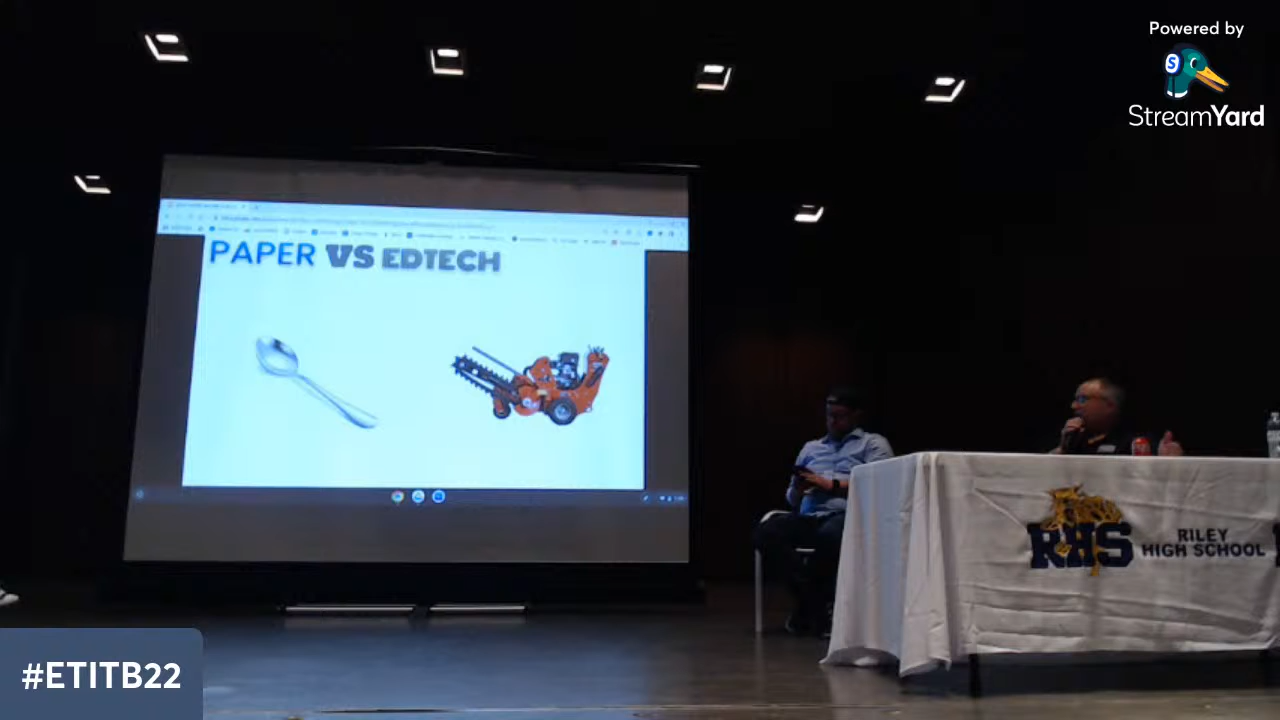 Powered by
S
StreamYard
PAPER VS EDTECH
RHS
RILEY
HIGH SCHOOL
#ETITB22